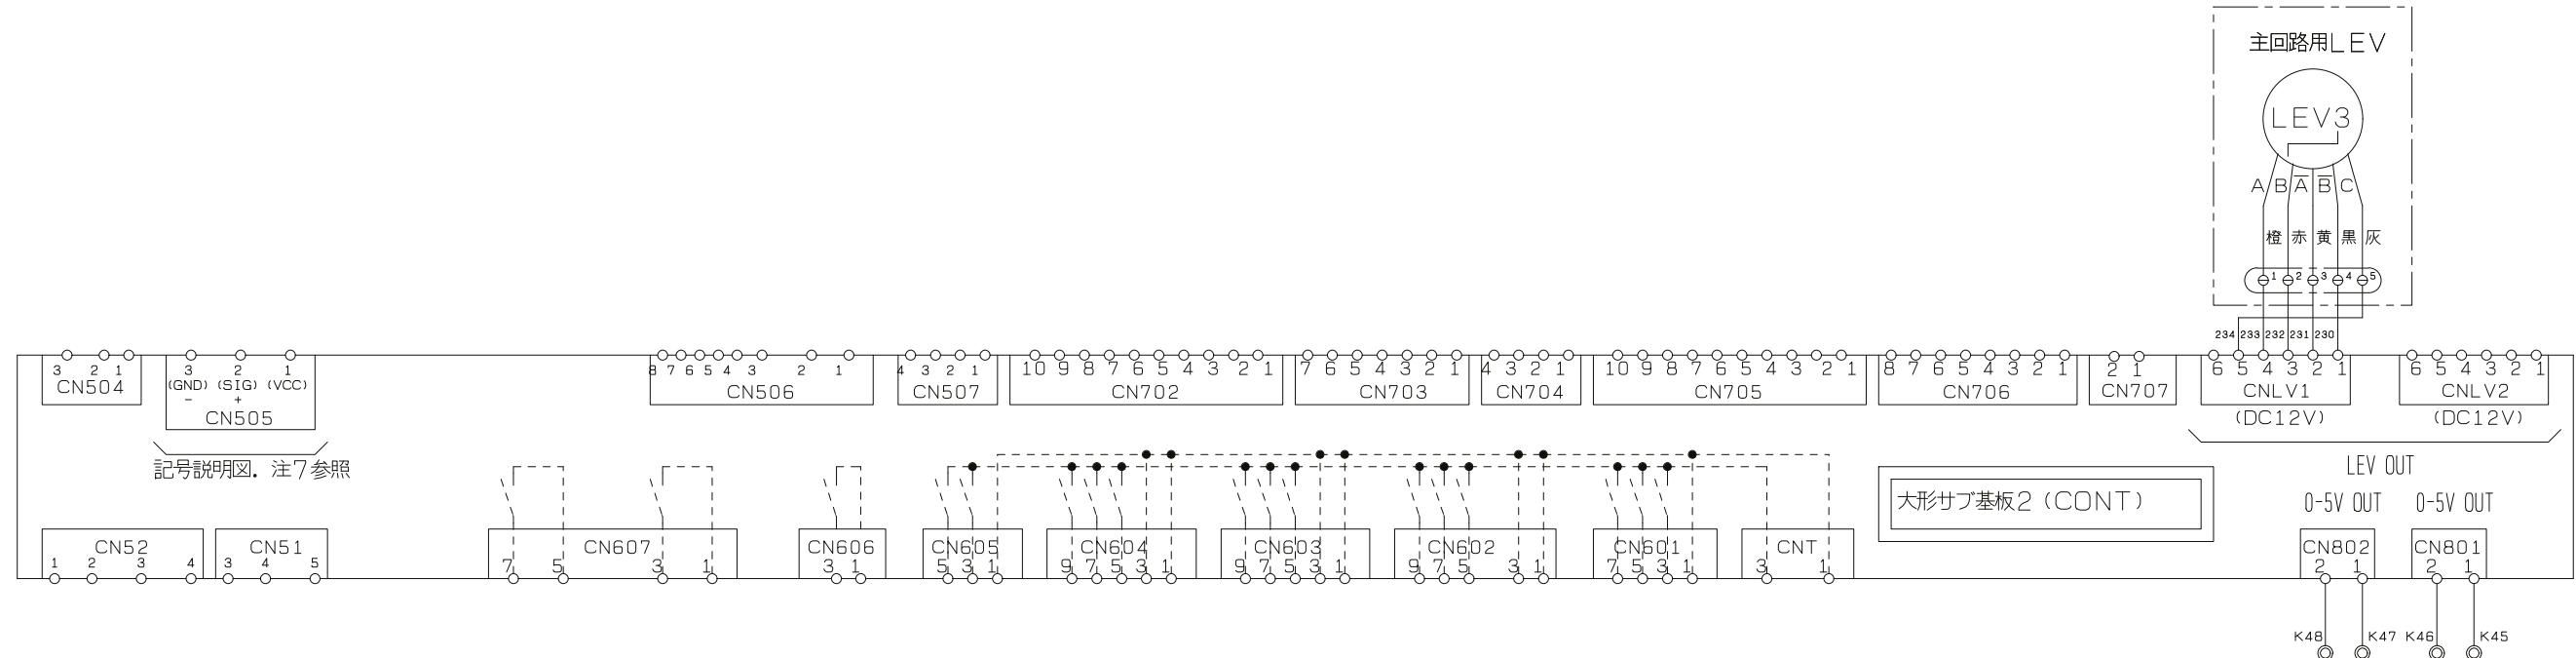 主回路用LEV
LEV3
A B A̅ B̅ C
橙 赤 黄 黒 灰
1 2 3 4 5
234 233 232 231 230
3 2 1
CN504
3 2 1
(GND) (SIG) (VCC)
− +
CN505
8 7 6 5 4 3 2 1
CN506
4 3 2 1
CN507
10 9 8 7 6 5 4 3 2 1
CN702
7 6 5 4 3 2 1
CN703
4 3 2 1
CN704
10 9 8 7 6 5 4 3 2 1
CN705
8 7 6 5 4 3 2 1
CN706
2 1
CN707
6 5 4 3 2 1
CNLV1
(DC12V)
6 5 4 3 2 1
CNLV2
(DC12V)
記号説明図.注7参照
LEV OUT
大形サブ基板2(CONT)
0-5V OUT
0-5V OUT
CN52
1 2 3 4
CN51
3 4 5
CN607
7 5 3 1
CN606
3 1
CN605
5 3 1
CN604
9 7 5 3 1
CN603
9 7 5 3 1
CN602
9 7 5 3 1
CN601
7 5 3 1
CNT
3 1
CN802
2 1
CN801
2 1
K48 K47 K46 K45